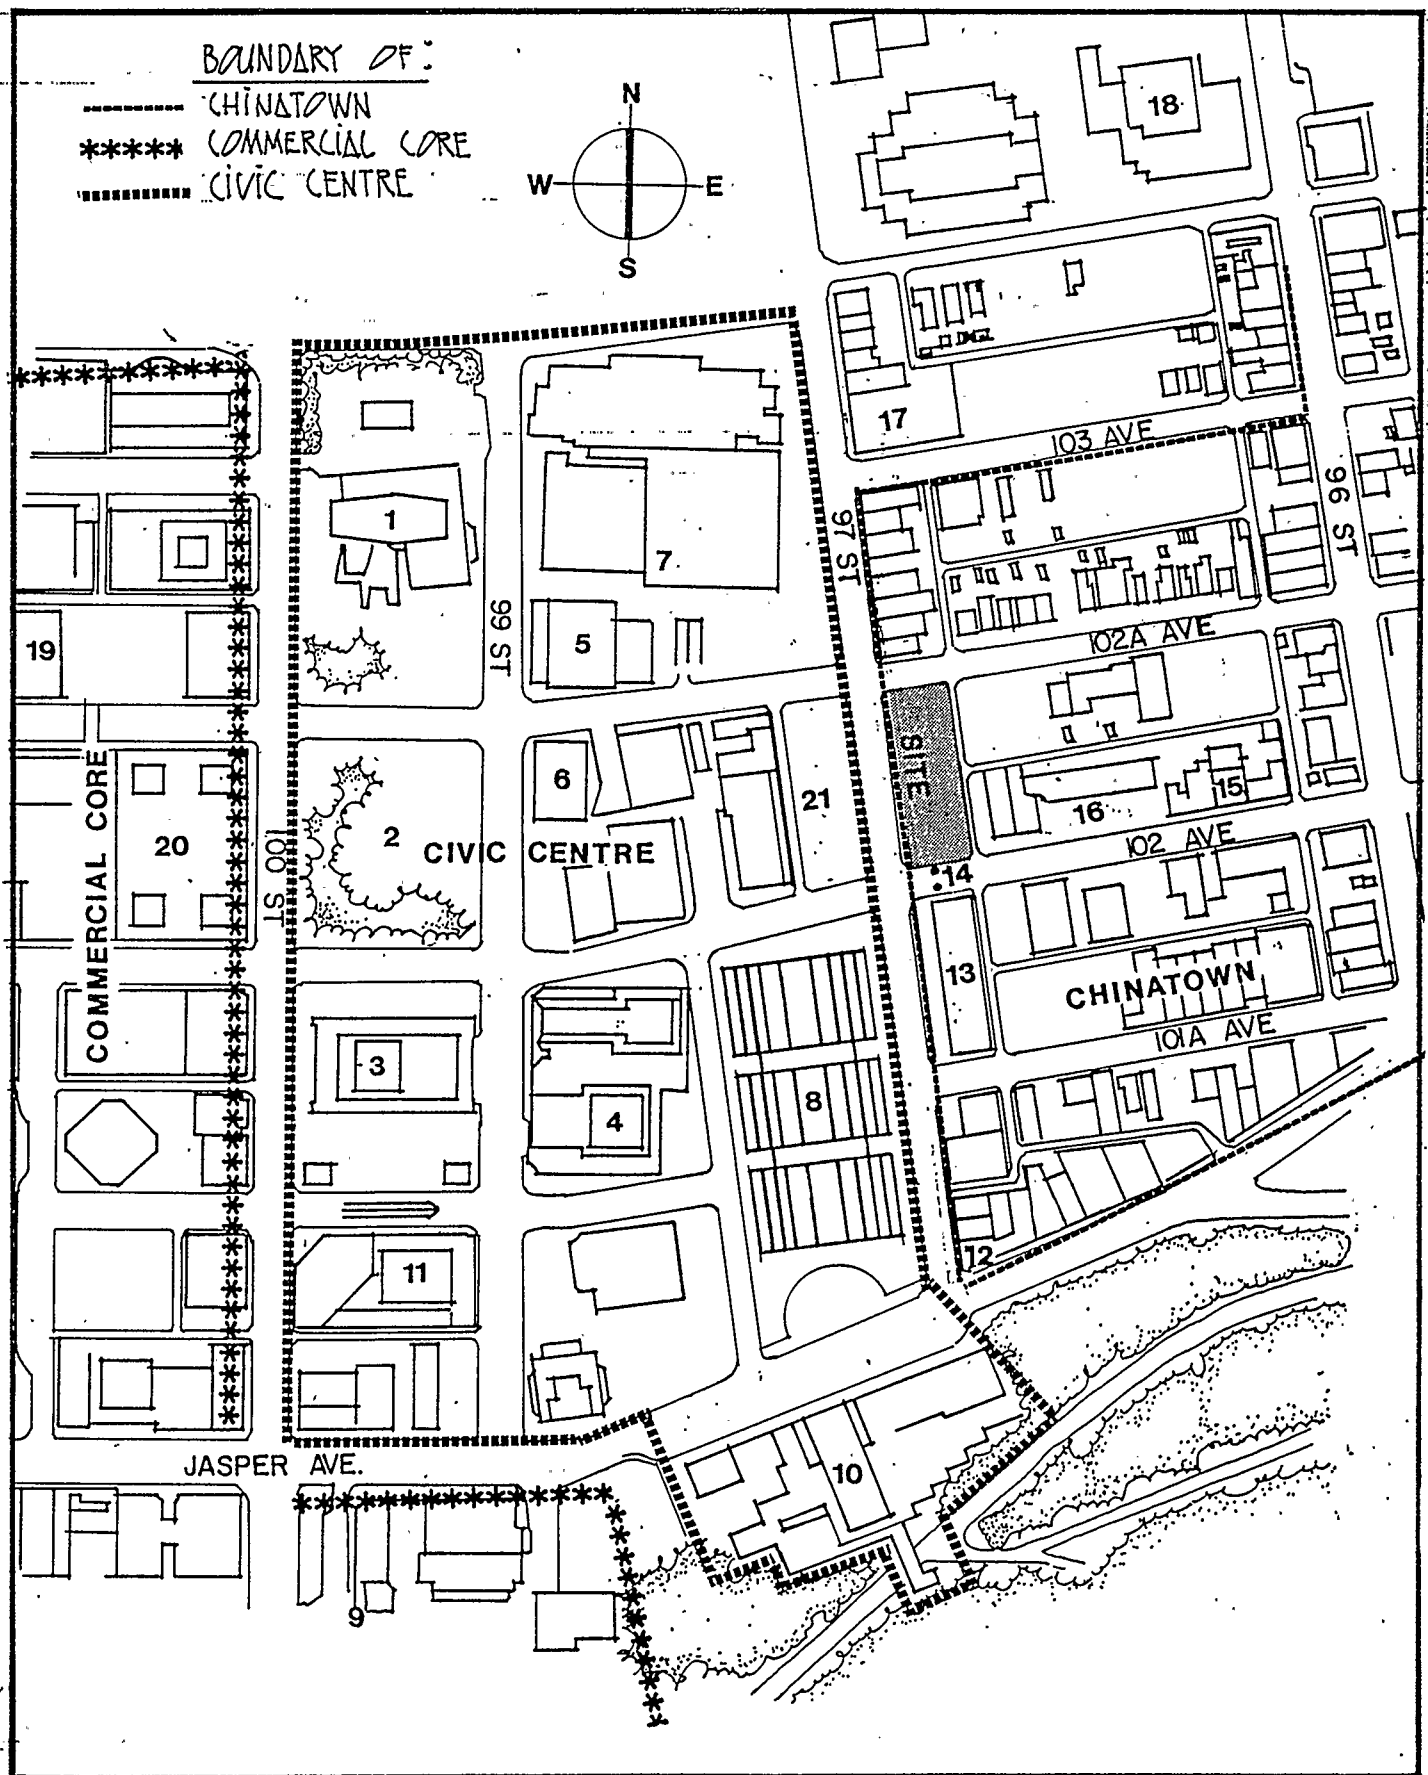 BOUNDARY OF:
CHINATOWN
COMMERCIAL CORE
CIVIC CENTRE
N
W E
S
18
17
103 AVE
96 ST
1
97 ST
7
99 ST
5
19
102A AVE
SITE
6
21
15
16
2
20
CIVIC CENTRE
102 AVE
COMMERCIAL CORE
100 ST
14
13
CHINATOWN
101A AVE
3
4
8
11
12
JASPER AVE.
10
9